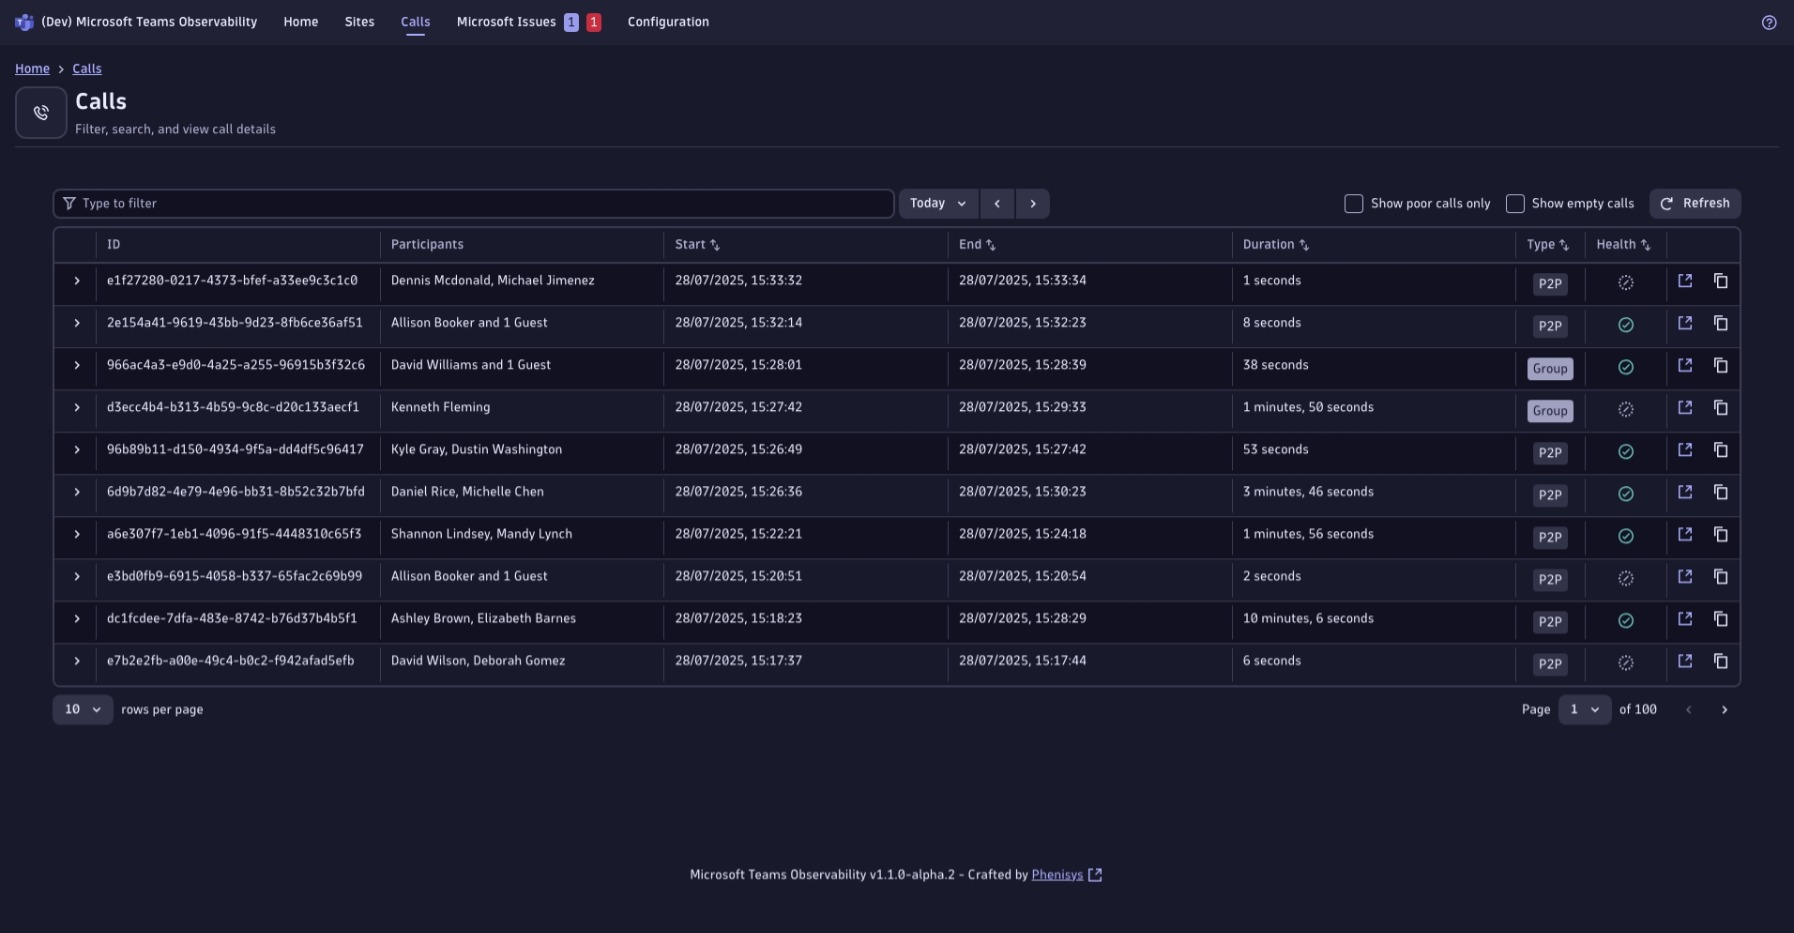 (Dev) Microsoft Teams Observability Home Sites Calls Microsoft Issues 1 1 Configuration
Home > Calls
Calls
Filter, search, and view call details
Type to filter Today Show poor calls only Show empty calls Refresh
ID Participants Start End Duration Type Health
e1f27280-0217-4373-bfef-a33ee9c3c1c0 Dennis Mcdonald, Michael Jimenez 28/07/2025, 15:33:32 28/07/2025, 15:33:34 1 seconds P2P
2e154a41-9619-43bb-9d23-8fb6ce36af51 Allison Booker and 1 Guest 28/07/2025, 15:32:14 28/07/2025, 15:32:23 8 seconds P2P
966ac4a3-e9d0-4a25-a255-96915b3f32c6 David Williams and 1 Guest 28/07/2025, 15:28:01 28/07/2025, 15:28:39 38 seconds Group
d3ecc4b4-b313-4b59-9c8c-d20c133aecf1 Kenneth Fleming 28/07/2025, 15:27:42 28/07/2025, 15:29:33 1 minutes, 50 seconds Group
96b89b11-d150-4934-9f5a-dd4df5c96417 Kyle Gray, Dustin Washington 28/07/2025, 15:26:49 28/07/2025, 15:27:42 53 seconds P2P
6d9b7d82-4e79-4e96-bb31-8b52c32b7bfd Daniel Rice, Michelle Chen 28/07/2025, 15:26:36 28/07/2025, 15:30:23 3 minutes, 46 seconds P2P
a6e307f7-1eb1-4096-91f5-4448310c65f3 Shannon Lindsey, Mandy Lynch 28/07/2025, 15:22:21 28/07/2025, 15:24:18 1 minutes, 56 seconds P2P
e3bd0fb9-6915-4058-b337-65fac2c69b99 Allison Booker and 1 Guest 28/07/2025, 15:20:51 28/07/2025, 15:20:54 2 seconds P2P
dc1fcdee-7dfa-483e-8742-b76d37b4b5f1 Ashley Brown, Elizabeth Barnes 28/07/2025, 15:18:23 28/07/2025, 15:28:29 10 minutes, 6 seconds P2P
e7b2e2fb-a00e-49c4-b0c2-f942afad5efb David Wilson, Deborah Gomez 28/07/2025, 15:17:37 28/07/2025, 15:17:44 6 seconds P2P
10 rows per page Page 1 of 100
Microsoft Teams Observability v1.1.0-alpha.2 - Crafted by Phenisys